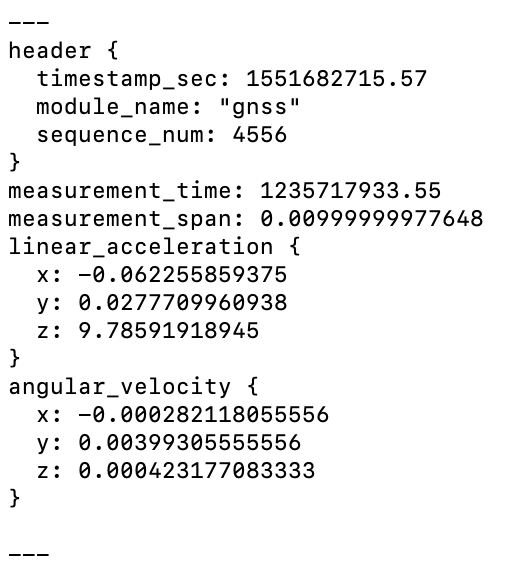 ---
header {
  timestamp_sec: 1551682715.57
  module_name: "gnss"
  sequence_num: 4556
}
measurement_time: 1235717933.55
measurement_span: 0.00999999977648
linear_acceleration {
  x: -0.062255859375
  y: 0.0277709960938
  z: 9.78591918945
}
angular_velocity {
  x: -0.000282118055556
  y: 0.00399305555556
  z: 0.000423177083333
}

---